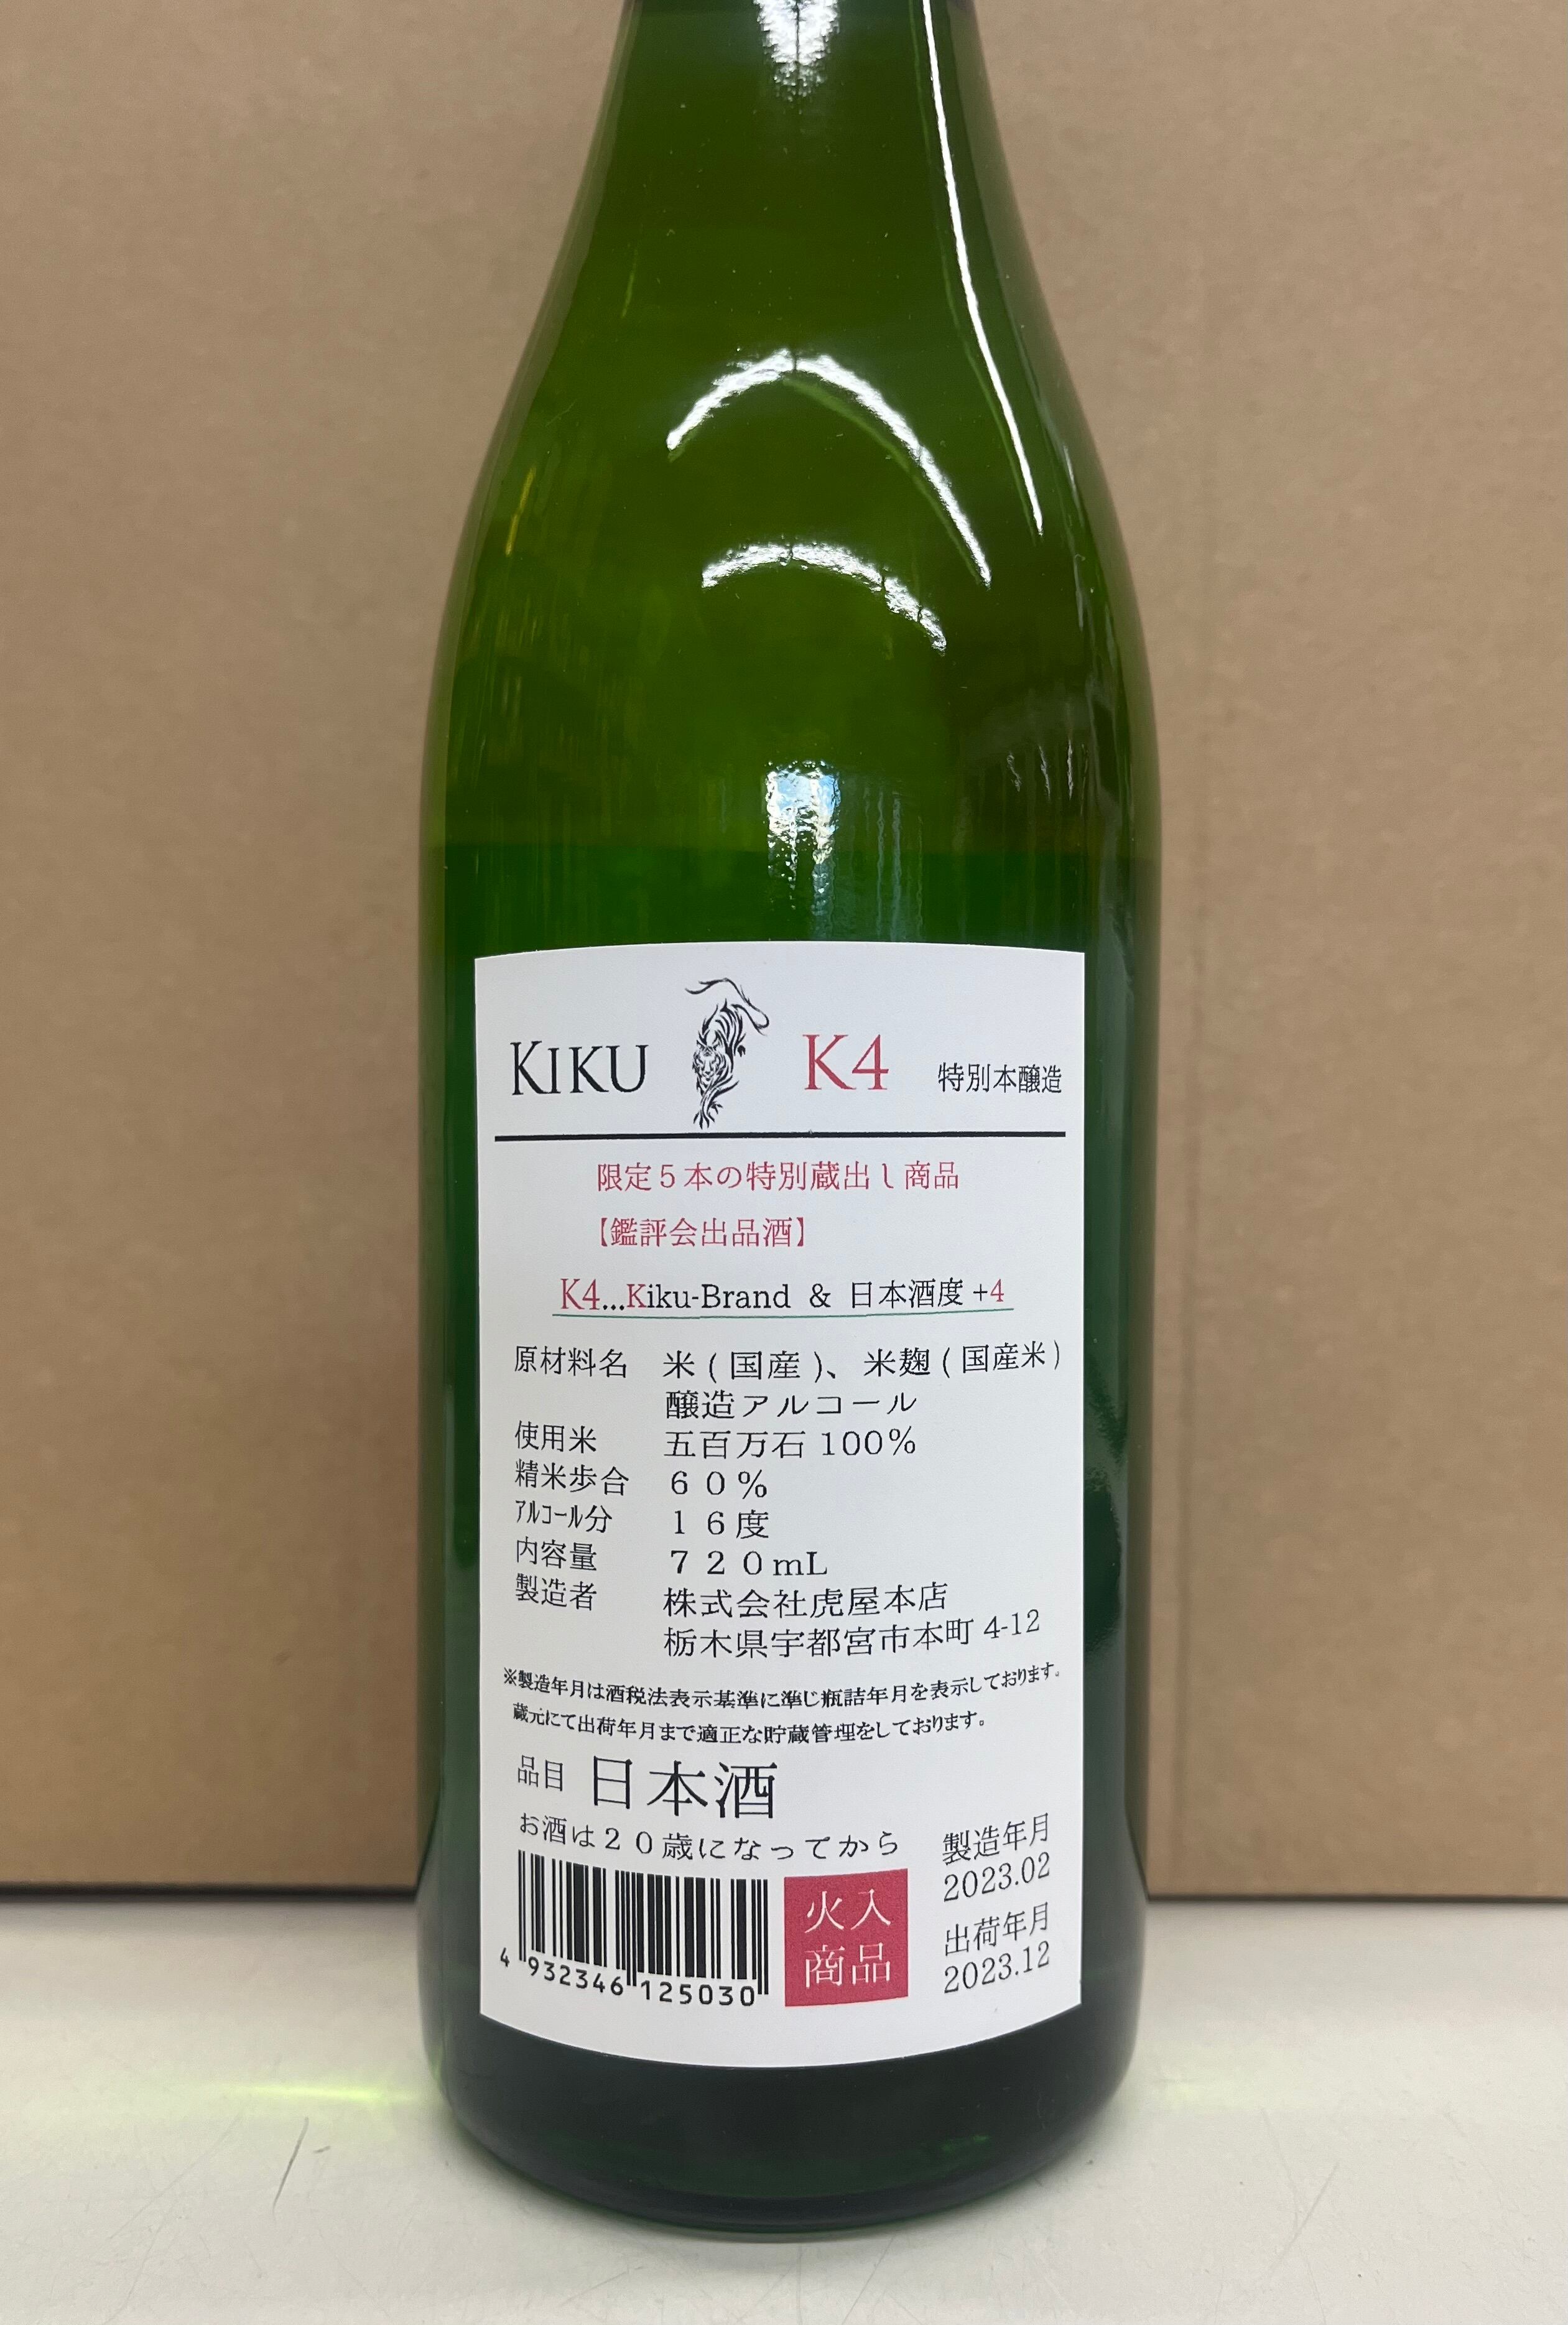 KIKU K4 特別本醸造
限定5本の特別蔵出し商品
【鑑評会出品酒】
K4...Kiku-Brand & 日本酒度+4
原材料名 米(国産)、米麹(国産米)
醸造アルコール
使用米 五百万石 100%
精米歩合 60%
アルコール分 16度
内容量 720mL
製造者 株式会社虎屋本店
栃木県宇都宮市本町 4-12
※製造年月は酒税法表示基準に準じ瓶詰年月を表示しております。
蔵元にて出荷年月まで適正な貯蔵管理をしております。
品目 日本酒
お酒は20歳になってから
4 932346 125030
火入
商品
製造年月
2023.02
出荷年月
2023.12